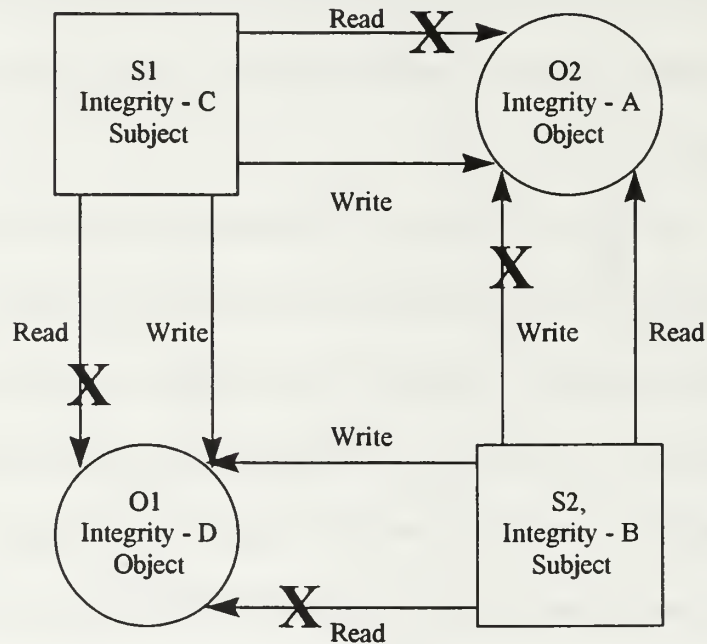 Read
X
S1
Integrity - C
Subject
O2
Integrity - A
Object
Write
X
Read
Write
Write
Read
X
Write
O1
Integrity - D
Object
S2,
Integrity - B
Subject
X
Read